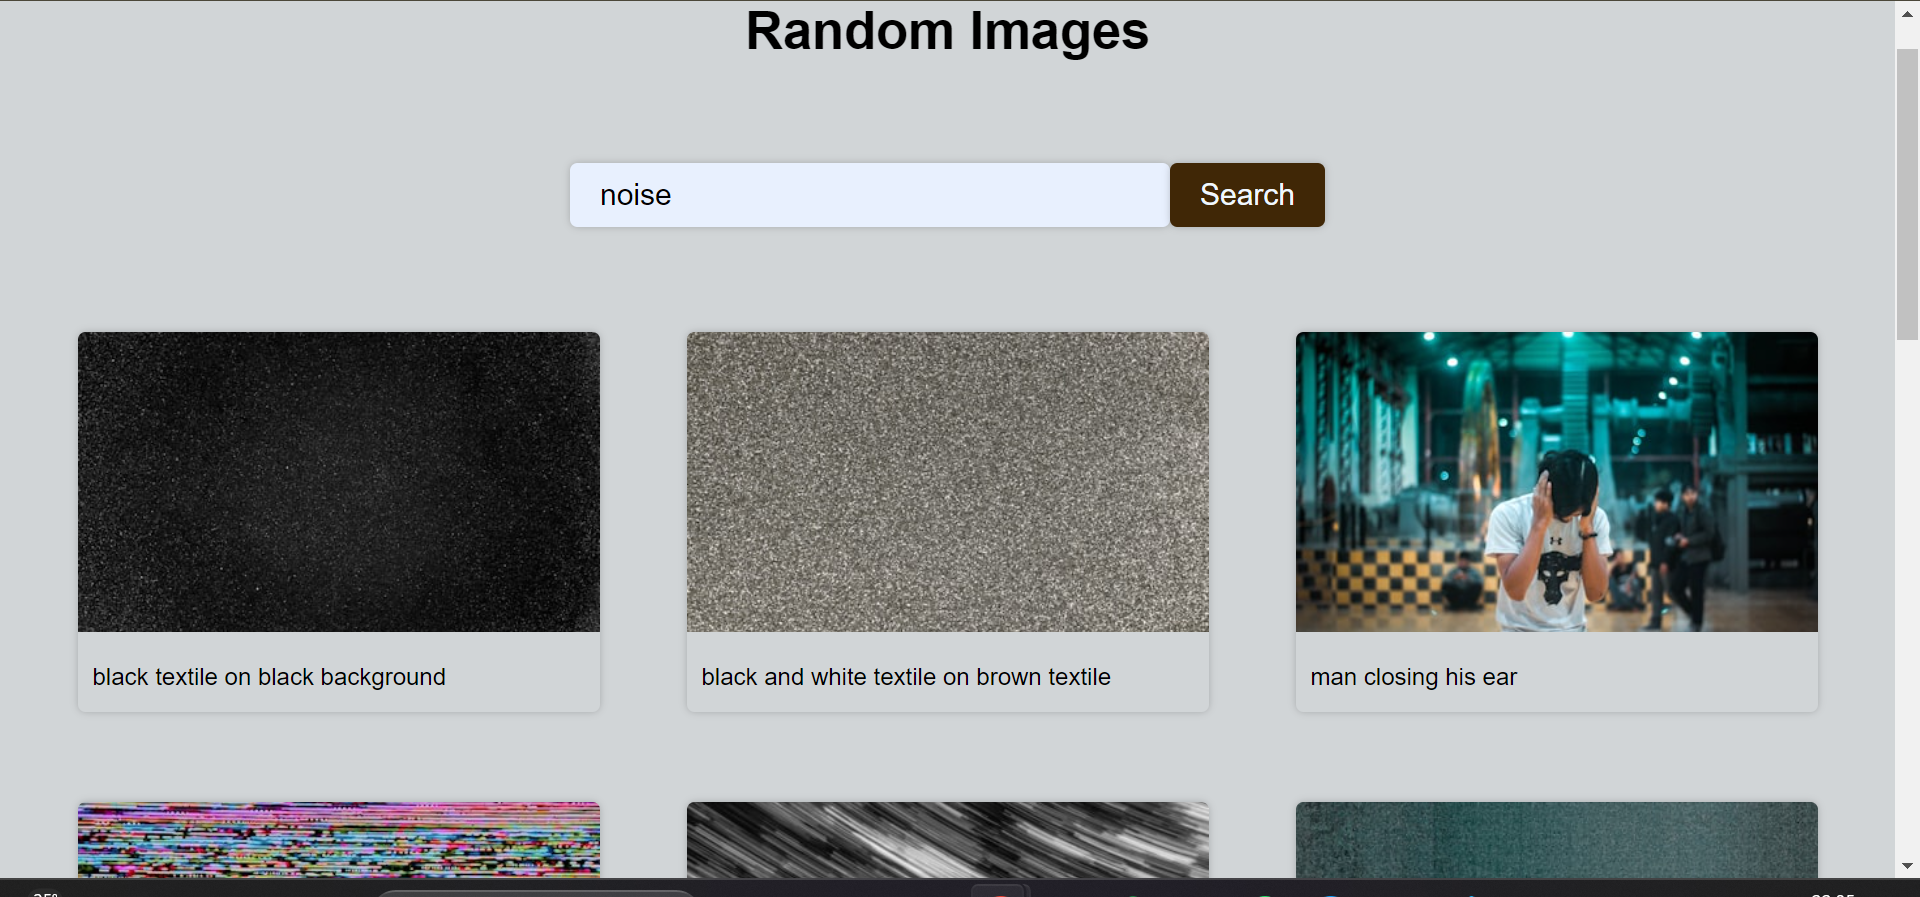 Random Images
noise
Search
black textile on black background
black and white textile on brown textile
man closing his ear